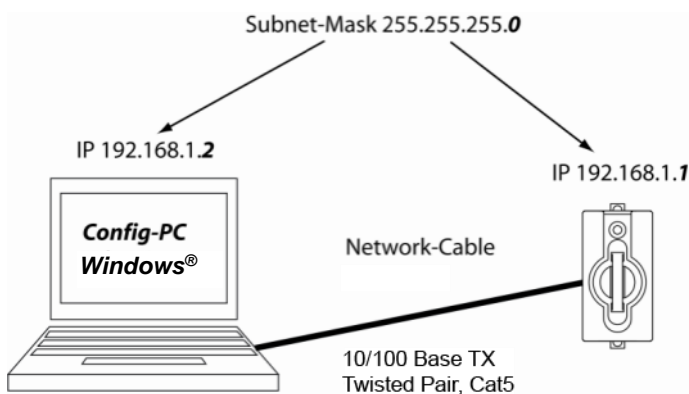 Subnet-Mask 255.255.255.0
IP 192.168.1.2
IP 192.168.1.1
Config-PC
Windows®
Network-Cable
10/100 Base TX
Twisted Pair, Cat5